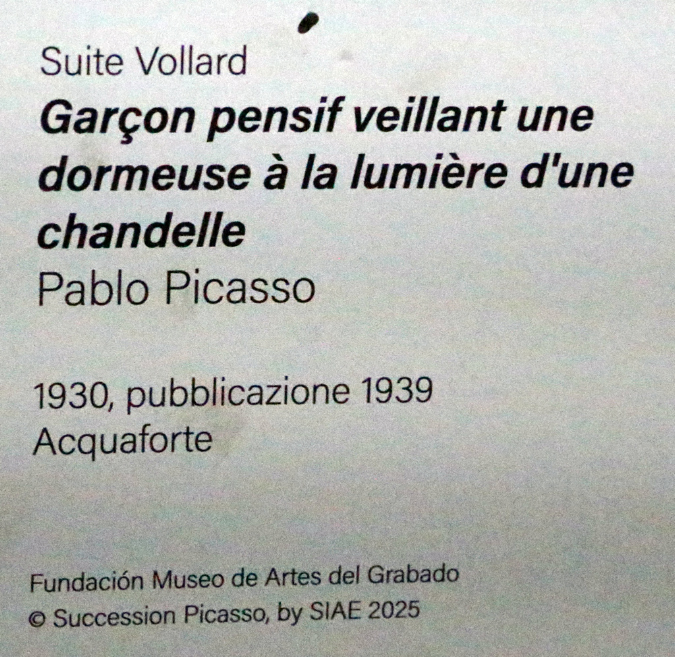 Suite Vollard
Garçon pensif veillant une
dormeuse à la lumière d'une
chandelle
Pablo Picasso
1930, pubblicazione 1939
Acquaforte
Fundación Museo de Artes del Grabado
© Succession Picasso, by SIAE 2025